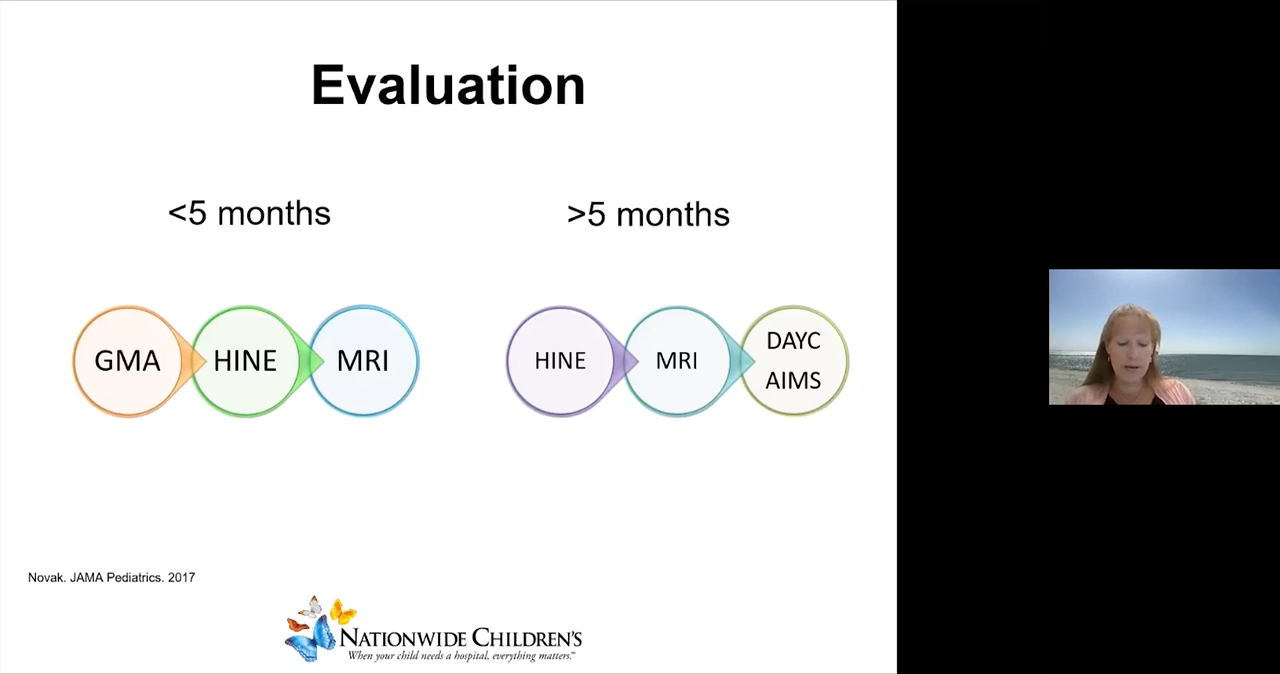 Evaluation
<5 months
>5 months
GMA
HINE
MRI
HINE
MRI
DAYC
AIMS
Novak. JAMA Pediatrics. 2017
NATIONWIDE CHILDREN'S
When your child needs a hospital, everything matters.™